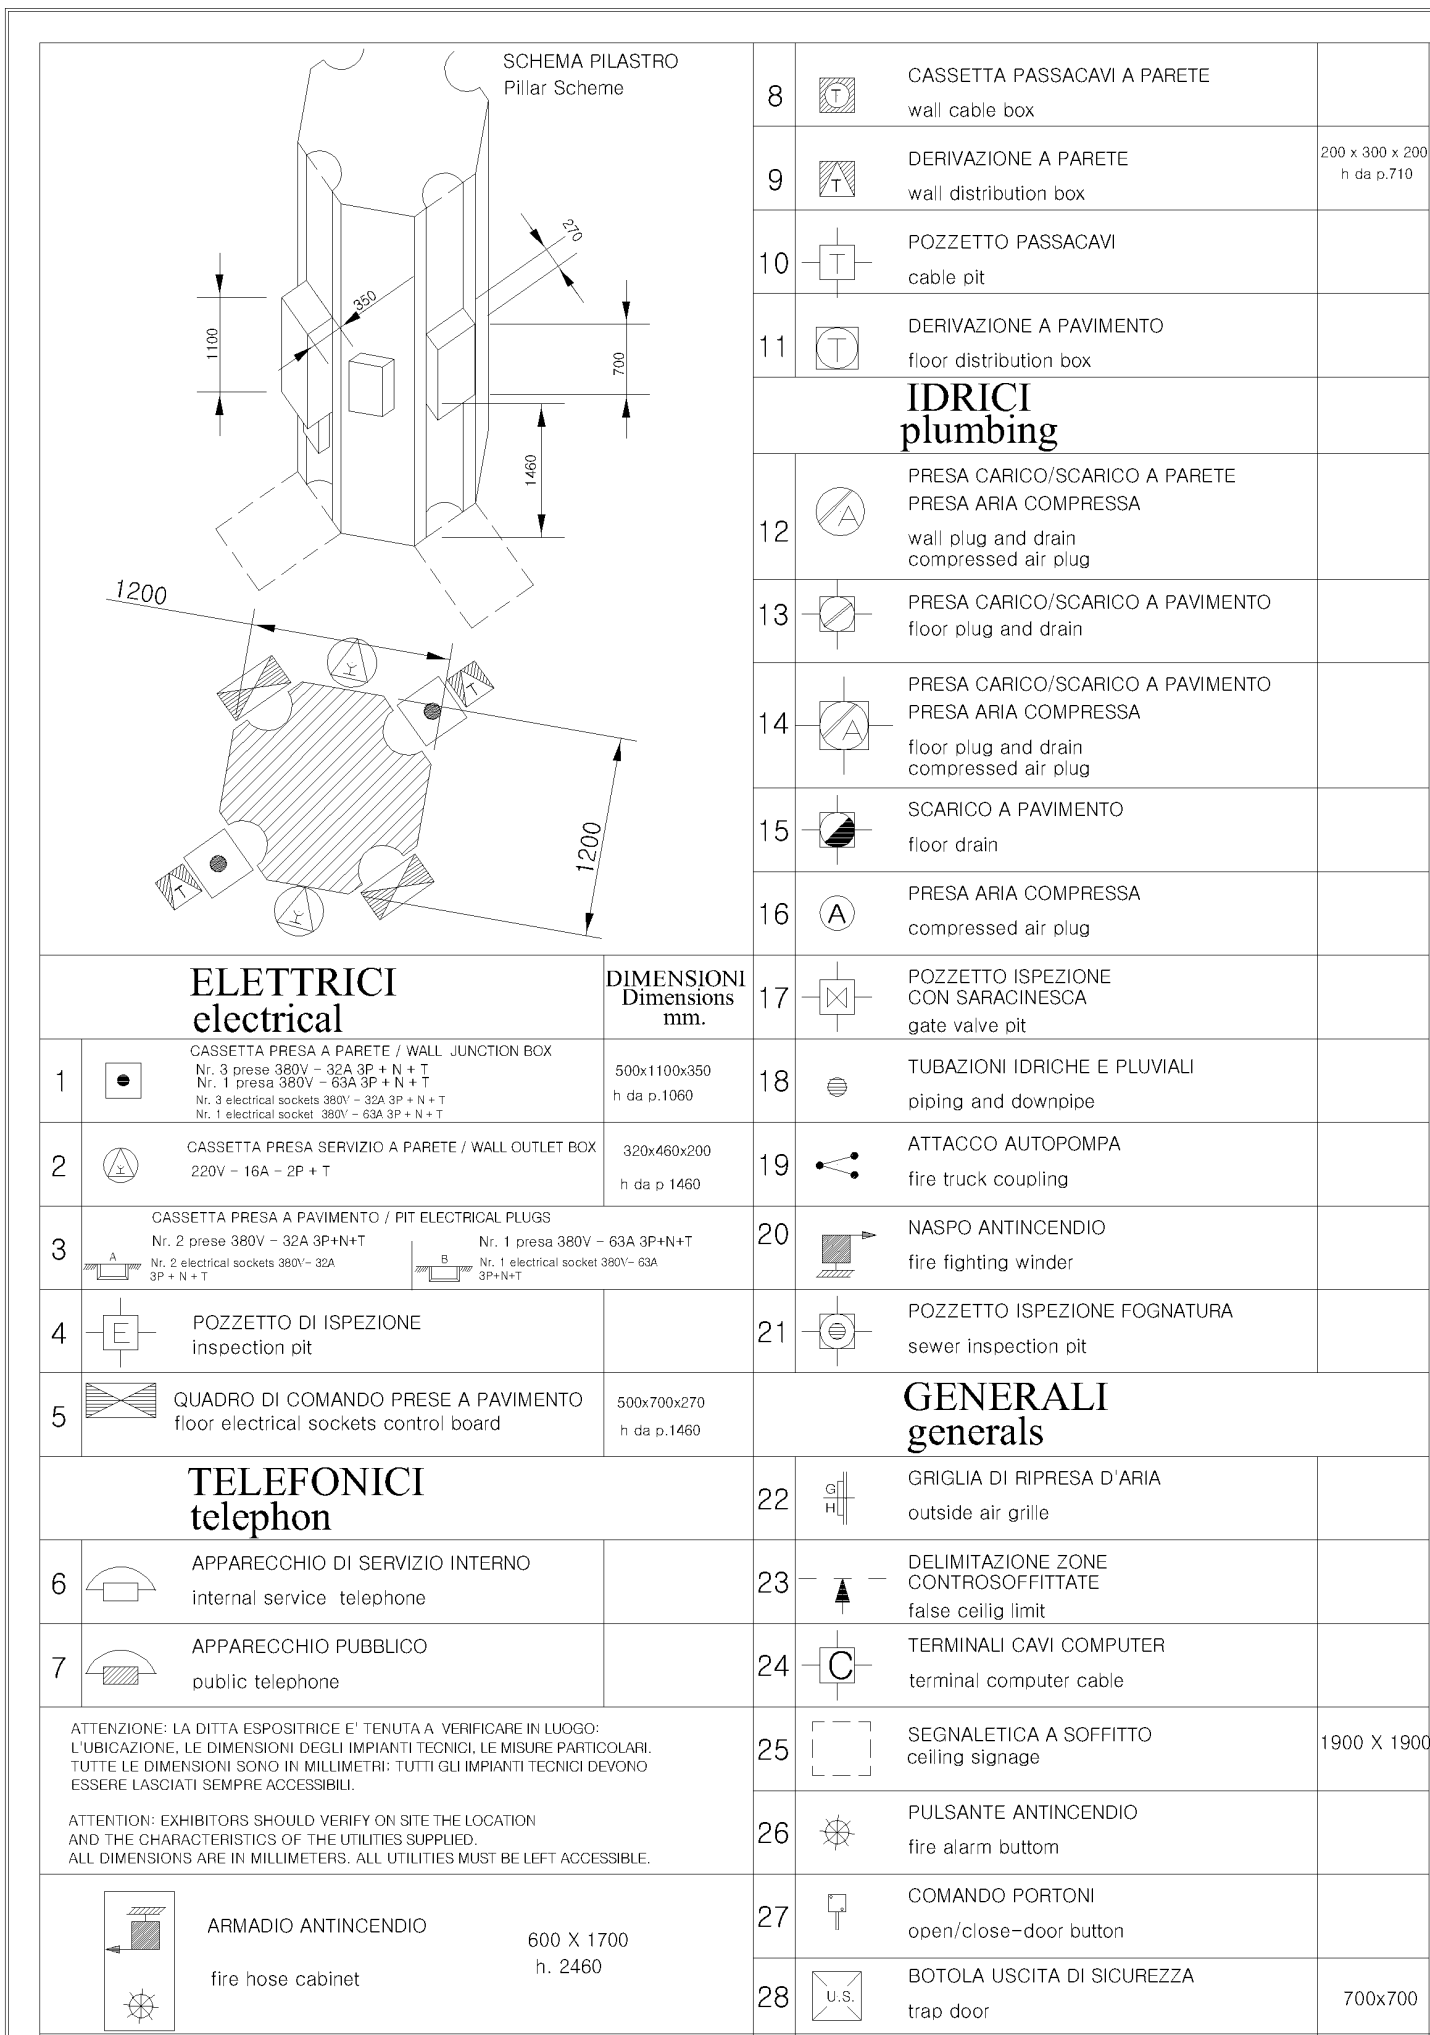 SCHEMA PILASTRO
Pillar Scheme
270
350
1100
700
1460
1200
T
1200
T
ELETTRICI
electrical
DIMENSIONI
Dimensions
mm.
1
CASSETTA PRESA A PARETE / WALL JUNCTION BOX
Nr. 3 prese 380V - 32A 3P + N + T
Nr. 1 presa 380V - 63A 3P + N + T
Nr. 3 electrical sockets 380V - 32A 3P + N + T
Nr. 1 electrical socket 380V - 63A 3P + N + T
500x1100x350
h da p.1060
2
CASSETTA PRESA SERVIZIO A PARETE / WALL OUTLET BOX
220V - 16A - 2P + T
320x460x200
h da p 1460
3
CASSETTA PRESA A PAVIMENTO / PIT ELECTRICAL PLUGS
A
Nr. 2 prese 380V - 32A 3P+N+T
Nr. 2 electrical sockets 380V- 32A
3P + N + T
B
Nr. 1 presa 380V - 63A 3P+N+T
Nr. 1 electrical socket 380V- 63A
3P+N+T
4
E
POZZETTO DI ISPEZIONE
inspection pit
5
QUADRO DI COMANDO PRESE A PAVIMENTO
floor electrical sockets control board
500x700x270
h da p.1460
TELEFONICI
telephon
6
APPARECCHIO DI SERVIZIO INTERNO
internal service telephone
7
APPARECCHIO PUBBLICO
public telephone
ATTENZIONE: LA DITTA ESPOSITRICE E' TENUTA A VERIFICARE IN LUOGO:
L'UBICAZIONE, LE DIMENSIONI DEGLI IMPIANTI TECNICI, LE MISURE PARTICOLARI.
TUTTE LE DIMENSIONI SONO IN MILLIMETRI: TUTTI GLI IMPIANTI TECNICI DEVONO
ESSERE LASCIATI SEMPRE ACCESSIBILI.
ATTENTION: EXHIBITORS SHOULD VERIFY ON SITE THE LOCATION
AND THE CHARACTERISTICS OF THE UTILITIES SUPPLIED.
ALL DIMENSIONS ARE IN MILLIMETERS. ALL UTILITIES MUST BE LEFT ACCESSIBLE.
ARMADIO ANTINCENDIO
fire hose cabinet
600 X 1700
h. 2460
8
T
CASSETTA PASSACAVI A PARETE
wall cable box
9
T
DERIVAZIONE A PARETE
wall distribution box
200 x 300 x 200
h da p.710
10
T
POZZETTO PASSACAVI
cable pit
11
T
DERIVAZIONE A PAVIMENTO
floor distribution box
IDRICI
plumbing
12
A
PRESA CARICO/SCARICO A PARETE
PRESA ARIA COMPRESSA
wall plug and drain
compressed air plug
13
PRESA CARICO/SCARICO A PAVIMENTO
floor plug and drain
14
A
PRESA CARICO/SCARICO A PAVIMENTO
PRESA ARIA COMPRESSA
floor plug and drain
compressed air plug
15
SCARICO A PAVIMENTO
floor drain
16
A
PRESA ARIA COMPRESSA
compressed air plug
17
POZZETTO ISPEZIONE
CON SARACINESCA
gate valve pit
18
TUBAZIONI IDRICHE E PLUVIALI
piping and downpipe
19
ATTACCO AUTOPOMPA
fire truck coupling
20
NASPO ANTINCENDIO
fire fighting winder
21
POZZETTO ISPEZIONE FOGNATURA
sewer inspection pit
GENERALI
generals
22
G
H
GRIGLIA DI RIPRESA D'ARIA
outside air grille
23
DELIMITAZIONE ZONE
CONTROSOFFITTATE
false ceilig limit
24
C
TERMINALI CAVI COMPUTER
terminal computer cable
25
SEGNALETICA A SOFFITTO
ceiling signage
1900 X 1900
26
PULSANTE ANTINCENDIO
fire alarm buttom
27
COMANDO PORTONI
open/close-door button
28
U.S.
BOTOLA USCITA DI SICUREZZA
trap door
700x700